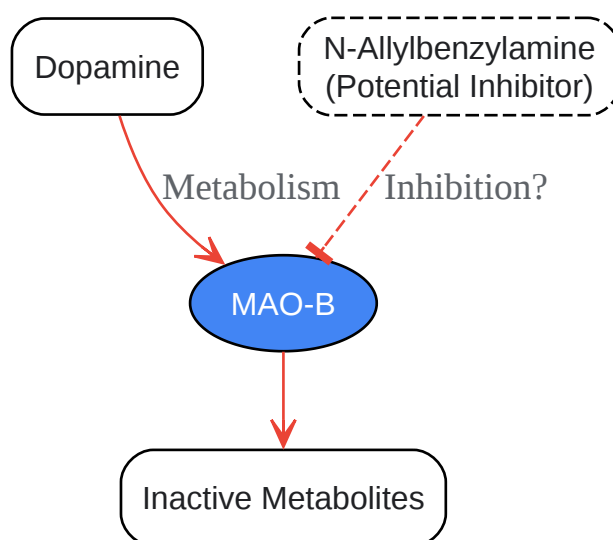 Dopamine
N-Allylbenzylamine
(Potential Inhibitor)
Metabolism
Inhibition?
MAO-B
Inactive Metabolites